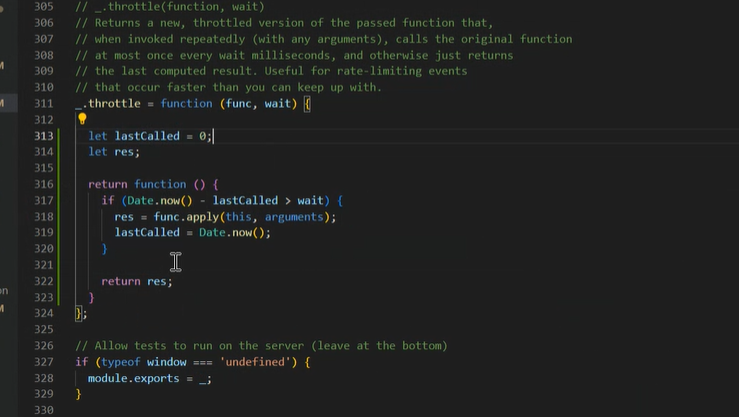 305 // _.throttle(function, wait)
306 // Returns a new, throttled version of the passed function that,
307 // when invoked repeatedly (with any arguments), calls the original function
308 // at most once every wait milliseconds, and otherwise just returns
309 // the last computed result. Useful for rate-limiting events
310 // that occur faster than you can keep up with.
311 _.throttle = function (func, wait) {
312
313 let lastCalled = 0;
314 let res;
315
316 return function () {
317 if (Date.now() - lastCalled > wait) {
318 res = func.apply(this, arguments);
319 lastCalled = Date.now();
320 }
321
322 return res;
323 }
324 };
325
326 // Allow tests to run on the server (leave at the bottom)
327 if (typeof window === 'undefined') {
328 module.exports = _;
329 }
330
M
M
on
M